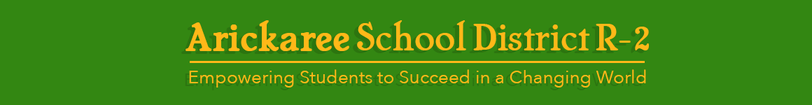 Arickaree School District R-2
Empowering Students to Succeed in a Changing World